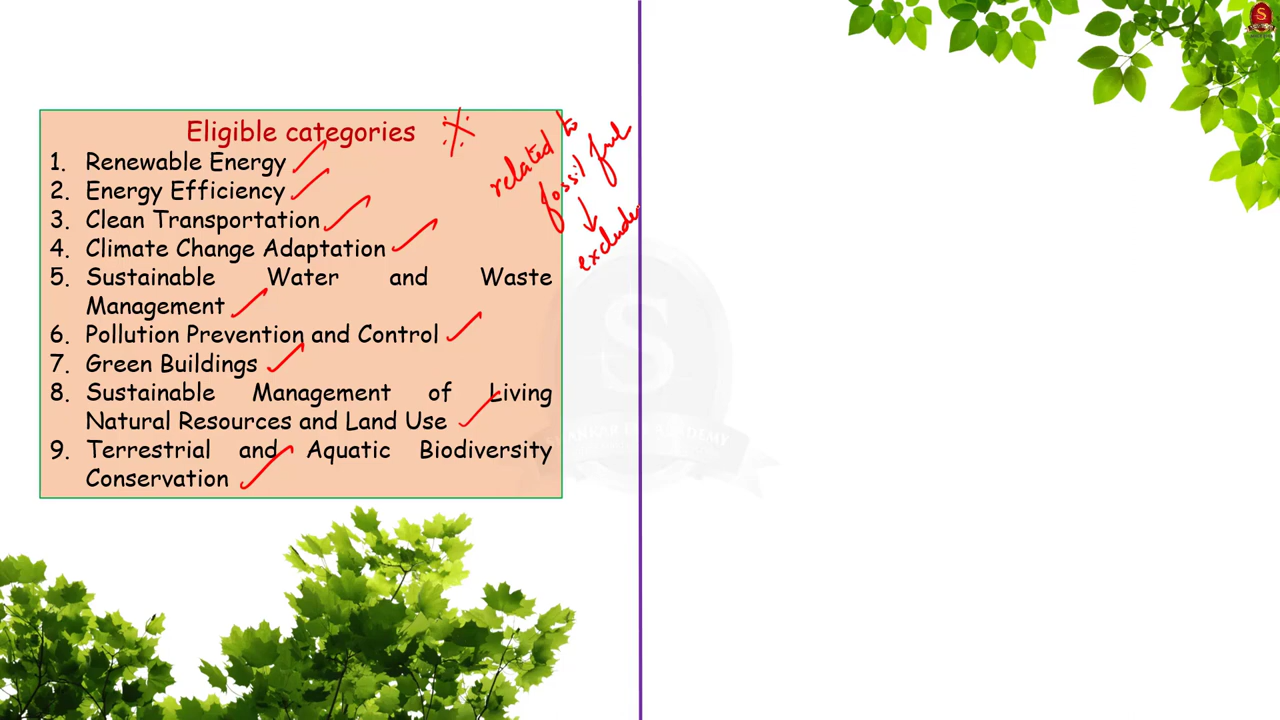 Eligible categories
1. Renewable Energy
2. Energy Efficiency
3. Clean Transportation
4. Climate Change Adaptation
5. Sustainable Water and Waste
Management
6. Pollution Prevention and Control
7. Green Buildings
8. Sustainable Management of Living
Natural Resources and Land Use
9. Terrestrial and Aquatic Biodiversity
Conservation
related to
fossil fuel
exclude
S